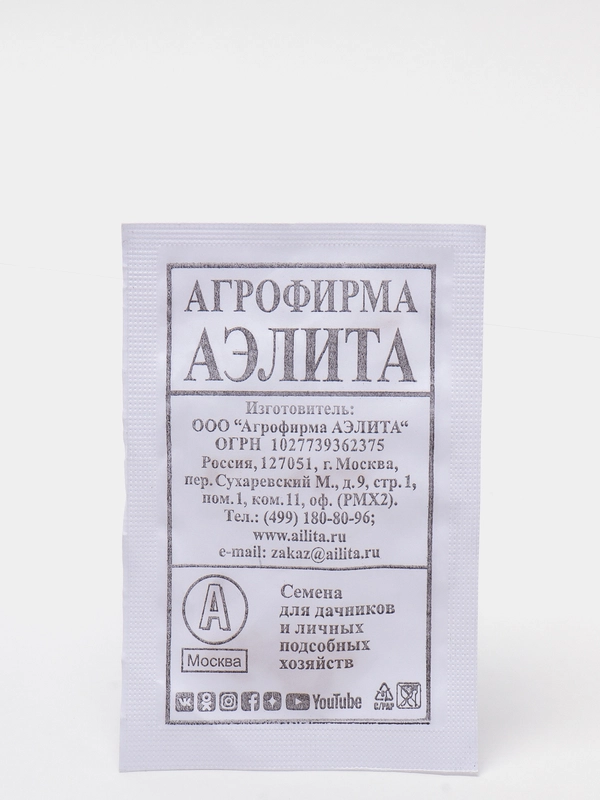 АГРОФИРМА
АЭЛИТА
Изготовитель:
ООО “Агрофирма АЭЛИТА“
ОГРН 1027739362375
Россия, 127051, г. Москва,
пер. Сухаревский М., д. 9, стр. 1,
пом. 1, ком. 11, оф. (РМХ2).
Тел.: (499) 180-80-96;
www.ailita.ru
e-mail: zakaz@ailita.ru
А
Москва
Семена
для дачников
и личных
подсобных
хозяйств
YouTube
C/PAP